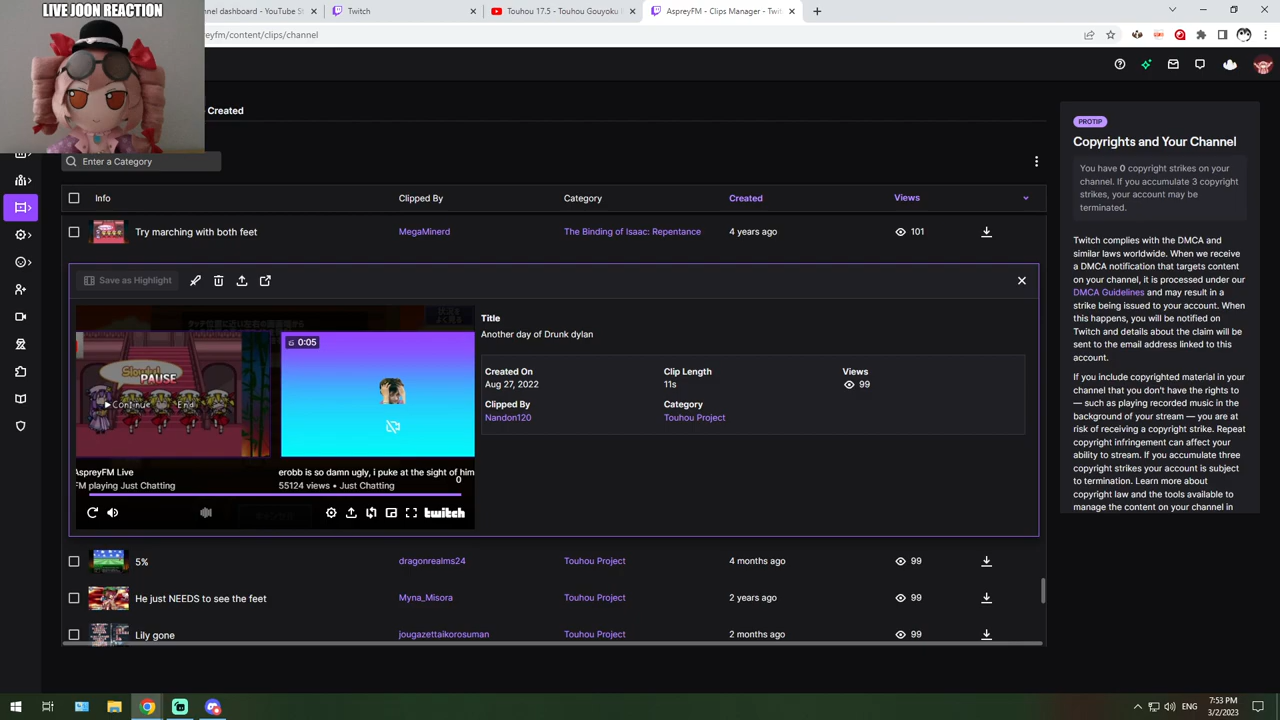 LIVE JOON REACTION
nnel dashboard - YouTube St
Twitch
Touhou 17.5 - Touhou Gouyoku I
AspreyFM - Clips Manager - Twit
areyfm/content/clips/channel
Created
Enter a Category
PROTIP
Copyrights and Your Channel
You have 0 copyright strikes on your
channel. If you accumulate 3 copyright
strikes, your account may be
terminated.
Twitch complies with the DMCA and
similar laws worldwide. When we receive
a DMCA notification that targets content
on your channel, it is processed under our
DMCA Guidelines and may result in a
strike being issued to your account. When
this happens, you will be notified on
Twitch and details about the claim will be
sent to the email address linked to this
account.
If you include copyrighted material in your
channel that you don't have the rights to
— such as playing recorded music in the
background of your stream — you are at
risk of receiving a copyright strike. Repeat
copyright infringement can affect your
ability to stream. If you accumulate three
copyright strikes your account is subject
to termination. Learn more about
copyright law and the tools available to
manage the content on your channel in
Info Clipped By Category Created Views
Try marching with both feet MegaMinerd The Binding of Isaac: Repentance 4 years ago 101
Save as Highlight
Title
Another day of Drunk dylan
Created On Clip Length Views
Aug 27, 2022 11s 99
Clipped By Category
Nandon120 Touhou Project
PAUSE
Continue End
0:05
AspreyFM Live
FM playing Just Chatting
erobb is so damn ugly, i puke at the sight of him
55124 views • Just Chatting
0
twitch
5% dragonrealms24 Touhou Project 4 months ago 99
He just NEEDS to see the feet Myna_Misora Touhou Project 2 years ago 99
Lily gone jougazettaikorosuman Touhou Project 2 months ago 99
ENG
7:53 PM
3/2/2023